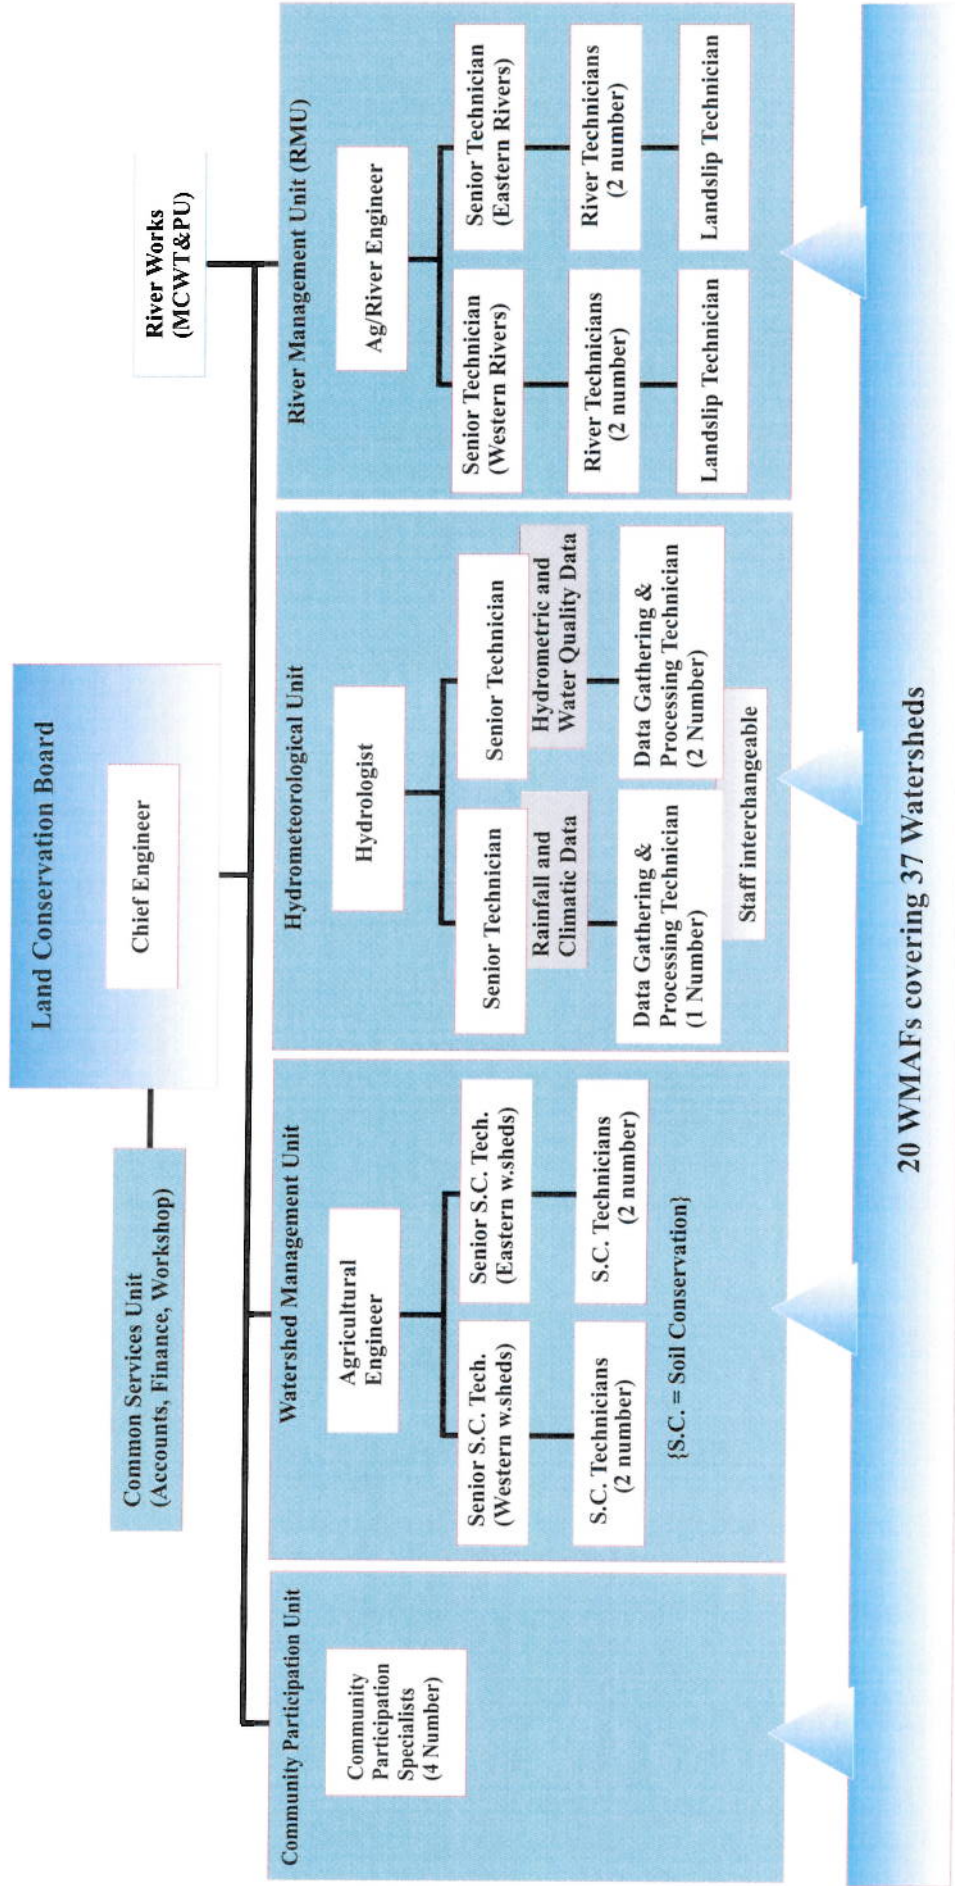 Land Conservation Board
Chief Engineer
Common Services Unit
(Accounts, Finance, Workshop)
River Works
(MCWT&PU)
Community Participation Unit
Community
Participation
Specialists
(4 Number)
Watershed Management Unit
Agricultural
Engineer
Senior S.C. Tech.
(Western w.sheds)
Senior S.C. Tech.
(Eastern w.sheds)
S.C. Technicians
(2 number)
S.C. Technicians
(2 number)
{S.C. = Soil Conservation}
Hydrometeorological Unit
Hydrologist
Senior Technician
Rainfall and
Climatic Data
Senior Technician
Hydrometric and
Water Quality Data
Data Gathering &
Processing Technician
(1 Number)
Data Gathering &
Processing Technician
(2 Number)
Staff interchangeable
River Management Unit (RMU)
Ag/River Engineer
Senior Technician
(Western Rivers)
Senior Technician
(Eastern Rivers)
River Technicians
(2 number)
River Technicians
(2 number)
Landslip Technician
Landslip Technician
20 WMAFs covering 37 Watersheds